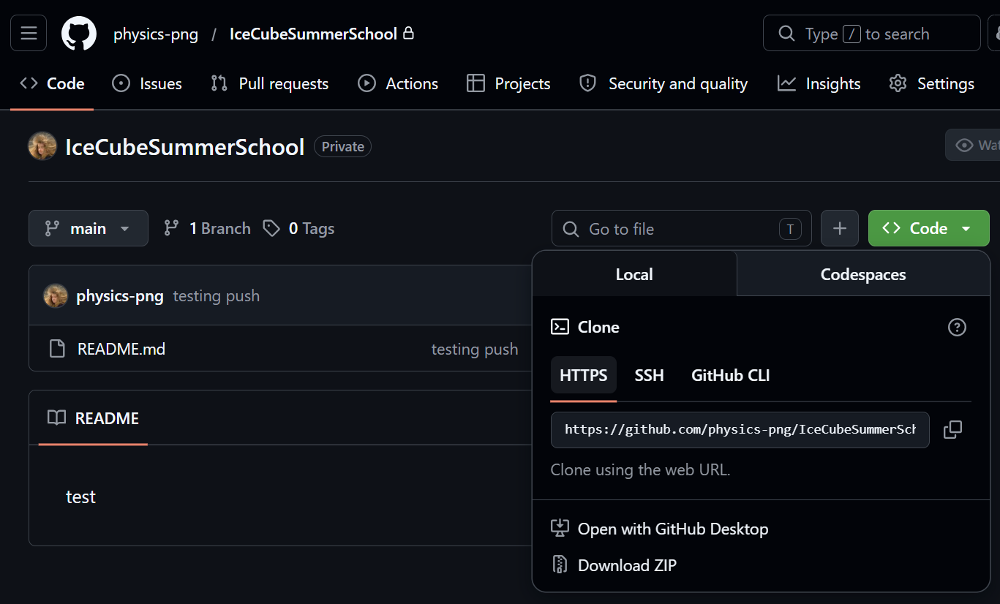 physics-png / IceCubeSummerSchool
Type / to search
Code Issues Pull requests Actions Projects Security and quality Insights Settings
IceCubeSummerSchool Private
Wat
main 1 Branch 0 Tags
Go to file T
Code
physics-png testing push
README.md testing push
README
test
Local Codespaces
Clone
HTTPS SSH GitHub CLI
https://github.com/physics-png/IceCubeSummerSch
Clone using the web URL.
Open with GitHub Desktop
Download ZIP